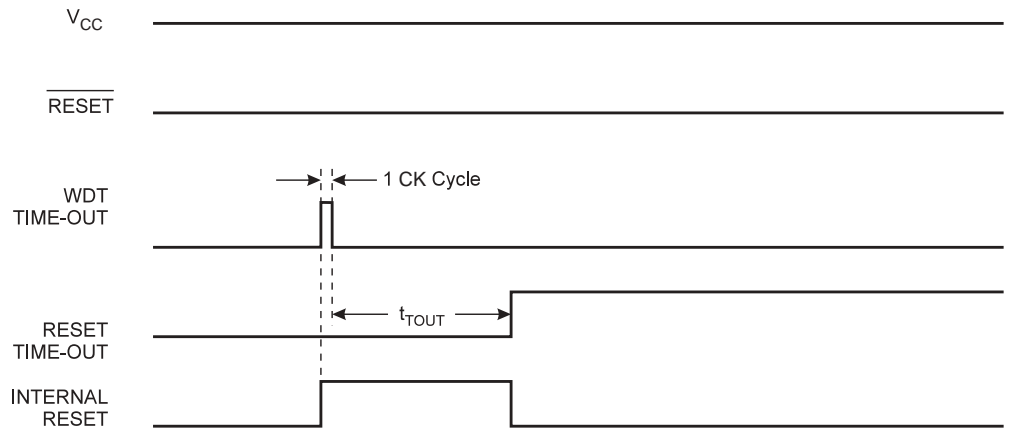 VCC
RESET
1 CK Cycle
WDT
TIME-OUT
tTOUT
RESET
TIME-OUT
INTERNAL
RESET